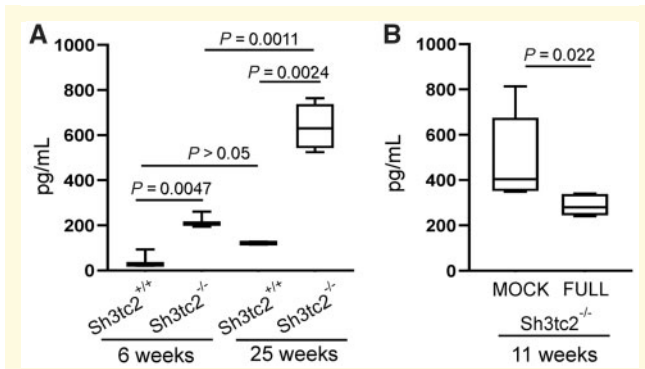 A
B
1000
800
600
400
200
0
pg/mL
P = 0.0011
P = 0.0024
P > 0.05
P = 0.0047
Sh3tc2+/+
Sh3tc2-/-
Sh3tc2+/+
Sh3tc2-/-
6 weeks
25 weeks
1000
800
600
400
200
0
pg/mL
P = 0.022
MOCK FULL
Sh3tc2-/-
11 weeks